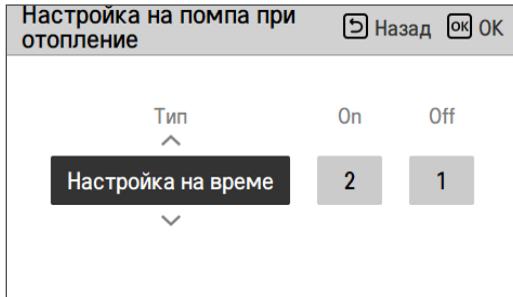 Настройка на помпа при
отопление
Назад OK OK
Тип On Off
Настройка на време 2 1